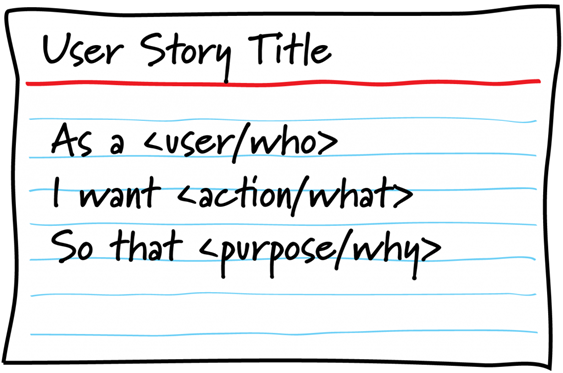 User Story Title
As a <user/who>
I want <action/what>
So that <purpose/why>